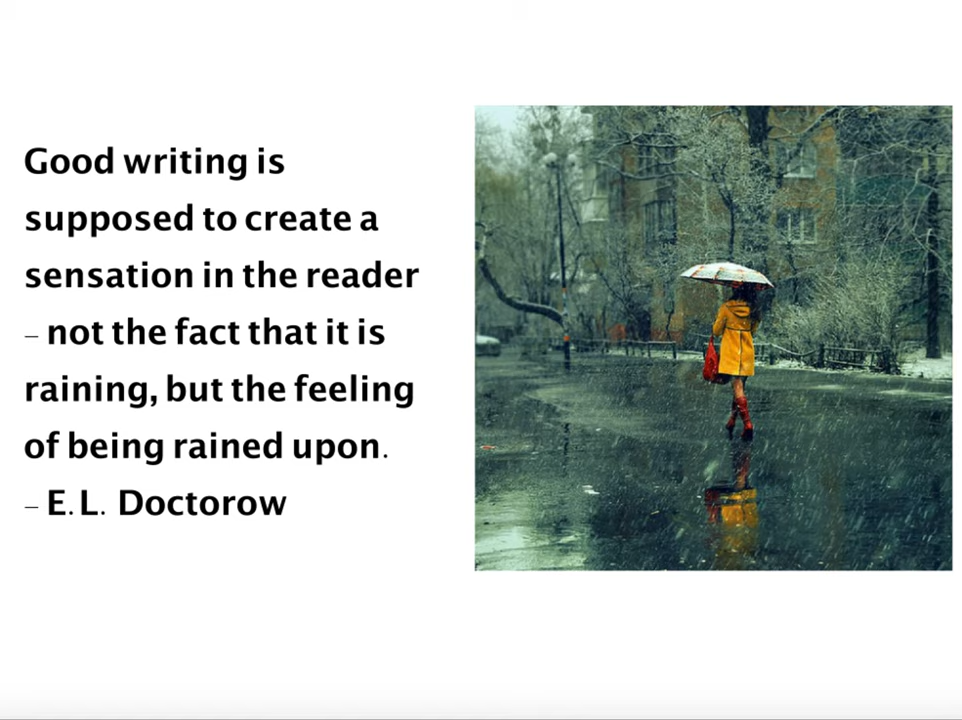 Good writing is
supposed to create a
sensation in the reader
– not the fact that it is
raining, but the feeling
of being rained upon.
– E.L. Doctorow